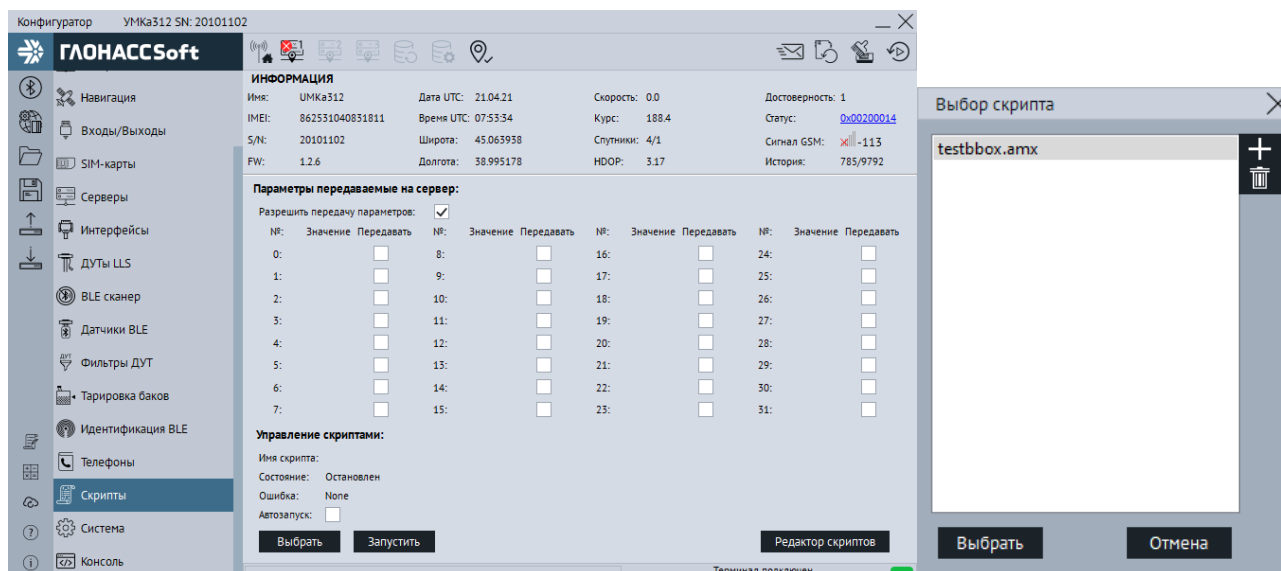 Конфигуратор УМКа312 SN: 20101102
ГЛОНАССSoft
Навигация
Входы/Выходы
SIM-карты
Серверы
Интерфейсы
ДУТы LLS
BLE сканер
Датчики BLE
Фильтры ДУТ
Тарировка баков
Идентификация BLE
Телефоны
Скрипты
Система
Консоль
ИНФОРМАЦИЯ
Имя: UMKa312 Дата UTC: 21.04.21 Скорость: 0.0 Достоверность: 1
IMEI: 862531040831811 Время UTC: 07:53:34 Курс: 188.4 Статус: 0x00200014
S/N: 20101102 Широта: 45.063938 Спутники: 4/1 Сигнал GSM: -113
FW: 1.2.6 Долгота: 38.995178 HDOP: 3.17 История: 785/9792
Параметры передаваемые на сервер:
Разрешить передачу параметров:
№: Значение Передавать №: Значение Передавать №: Значение Передавать №: Значение Передавать
0: 8: 16: 24:
1: 9: 17: 25:
2: 10: 18: 26:
3: 11: 19: 27:
4: 12: 20: 28:
5: 13: 21: 29:
6: 14: 22: 30:
7: 15: 23: 31:
Управление скриптами:
Имя скрипта:
Состояние: Остановлен
Ошибка: None
Автозапуск:
Выбрать Запустить Редактор скриптов
Терминал подключен
Выбор скрипта
testbbox.amx
Выбрать Отмена